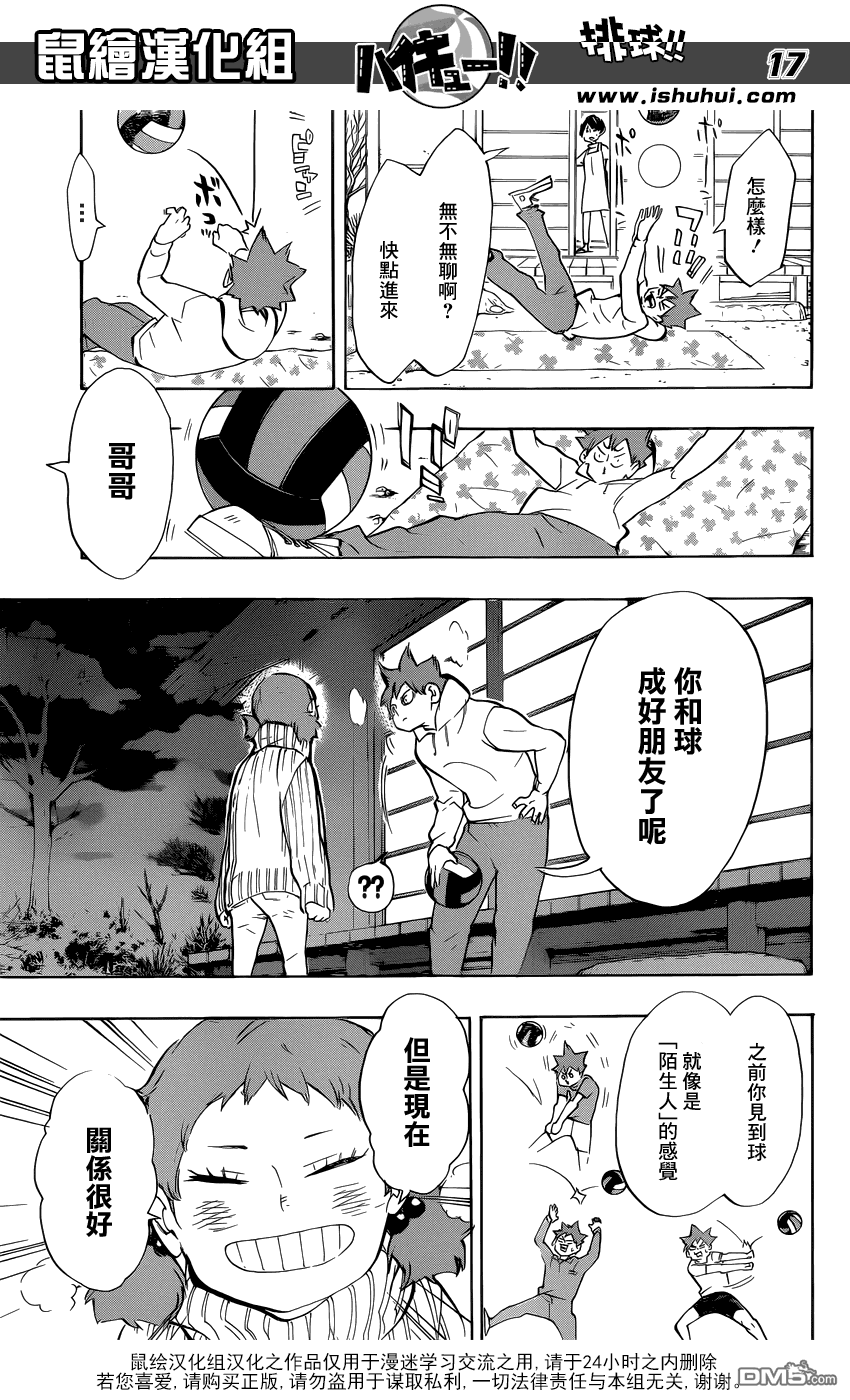 鼠繪漢化組
ハイキュー!!
排球!!
17
www.ishuhui.com
怎麼樣!
無不無聊啊?
快點進來
ボッ
…
哥哥
你和球
成好朋友了呢
??
之前你見到球
就像是
「陌生人」的感覺
但是現在
關係很好
鼠绘汉化组汉化之作品仅用于漫迷学习交流之用,请于24小时之内删除
若您喜爱,请购买正版,请勿盗用于谋取私利,一切法律责任与本组无关,谢谢。
DM5.com